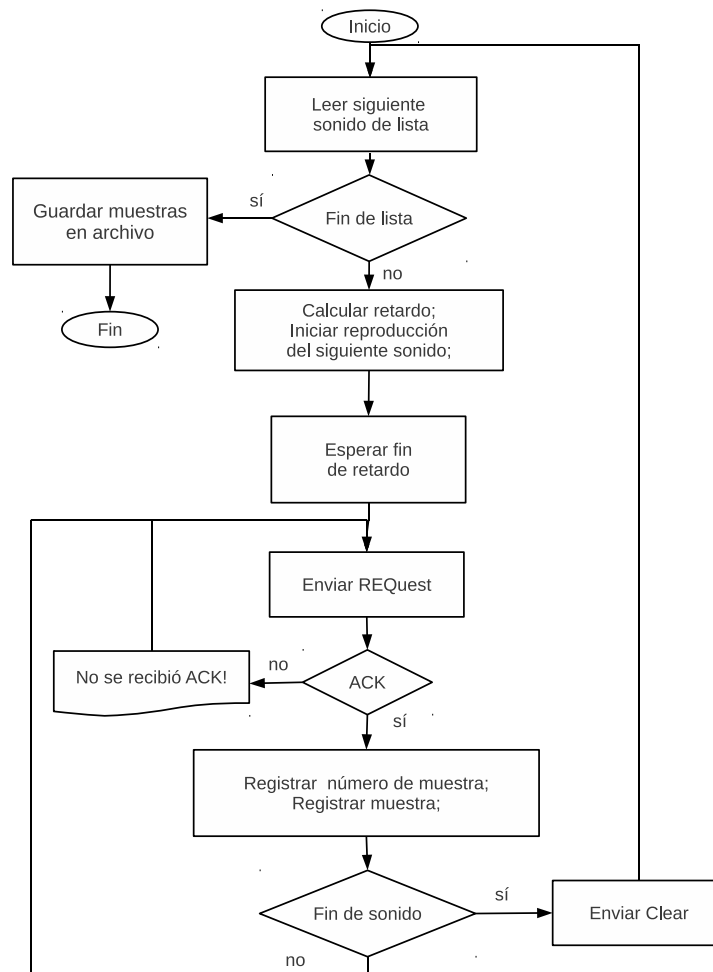 Inicio
Leer siguiente
sonido de lista
Fin de lista
sí
Guardar muestras
en archivo
Fin
no
Calcular retardo;
Iniciar reproducción
del siguiente sonido;
Esperar fin
de retardo
Enviar REQuest
ACK
no
No se recibió ACK!
sí
Registrar número de muestra;
Registrar muestra;
Fin de sonido
sí
Enviar Clear
no